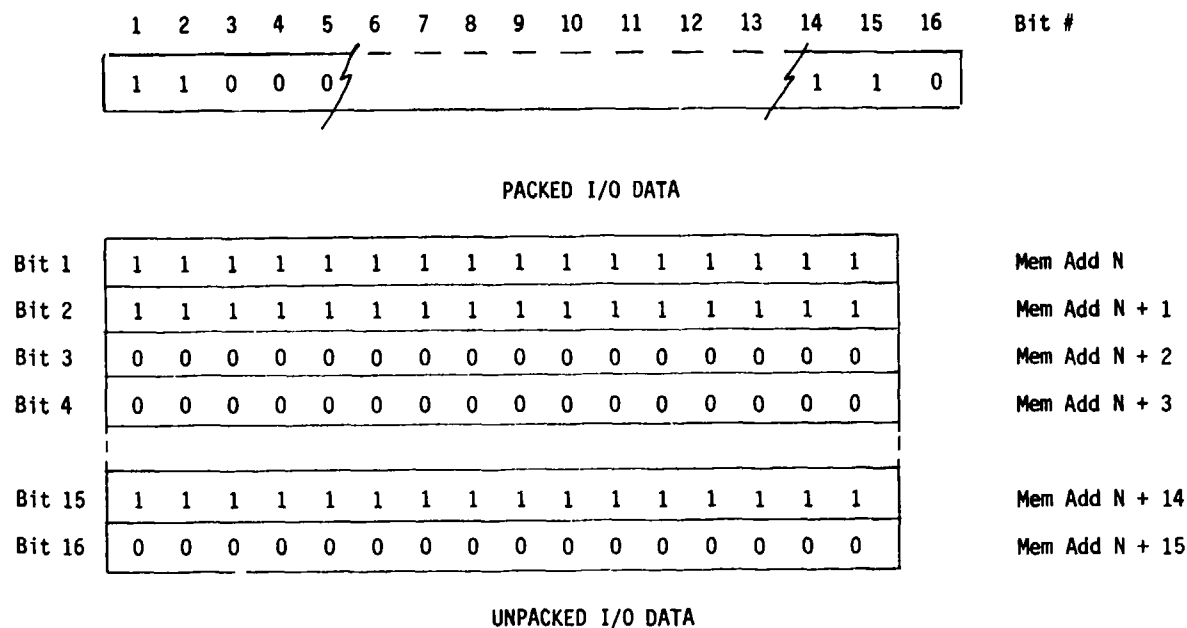 1 2 3 4 5 6 7 8 9 10 11 12 13 14 15 16 Bit #
1 1 0 0 0 1 1 0
PACKED I/O DATA
Bit 1 1 1 1 1 1 1 1 1 1 1 1 1 1 1 1 1 Mem Add N
Bit 2 1 1 1 1 1 1 1 1 1 1 1 1 1 1 1 1 Mem Add N + 1
Bit 3 0 0 0 0 0 0 0 0 0 0 0 0 0 0 0 0 Mem Add N + 2
Bit 4 0 0 0 0 0 0 0 0 0 0 0 0 0 0 0 0 Mem Add N + 3
Bit 15 1 1 1 1 1 1 1 1 1 1 1 1 1 1 1 1 Mem Add N + 14
Bit 16 0 0 0 0 0 0 0 0 0 0 0 0 0 0 0 0 Mem Add N + 15
UNPACKED I/O DATA